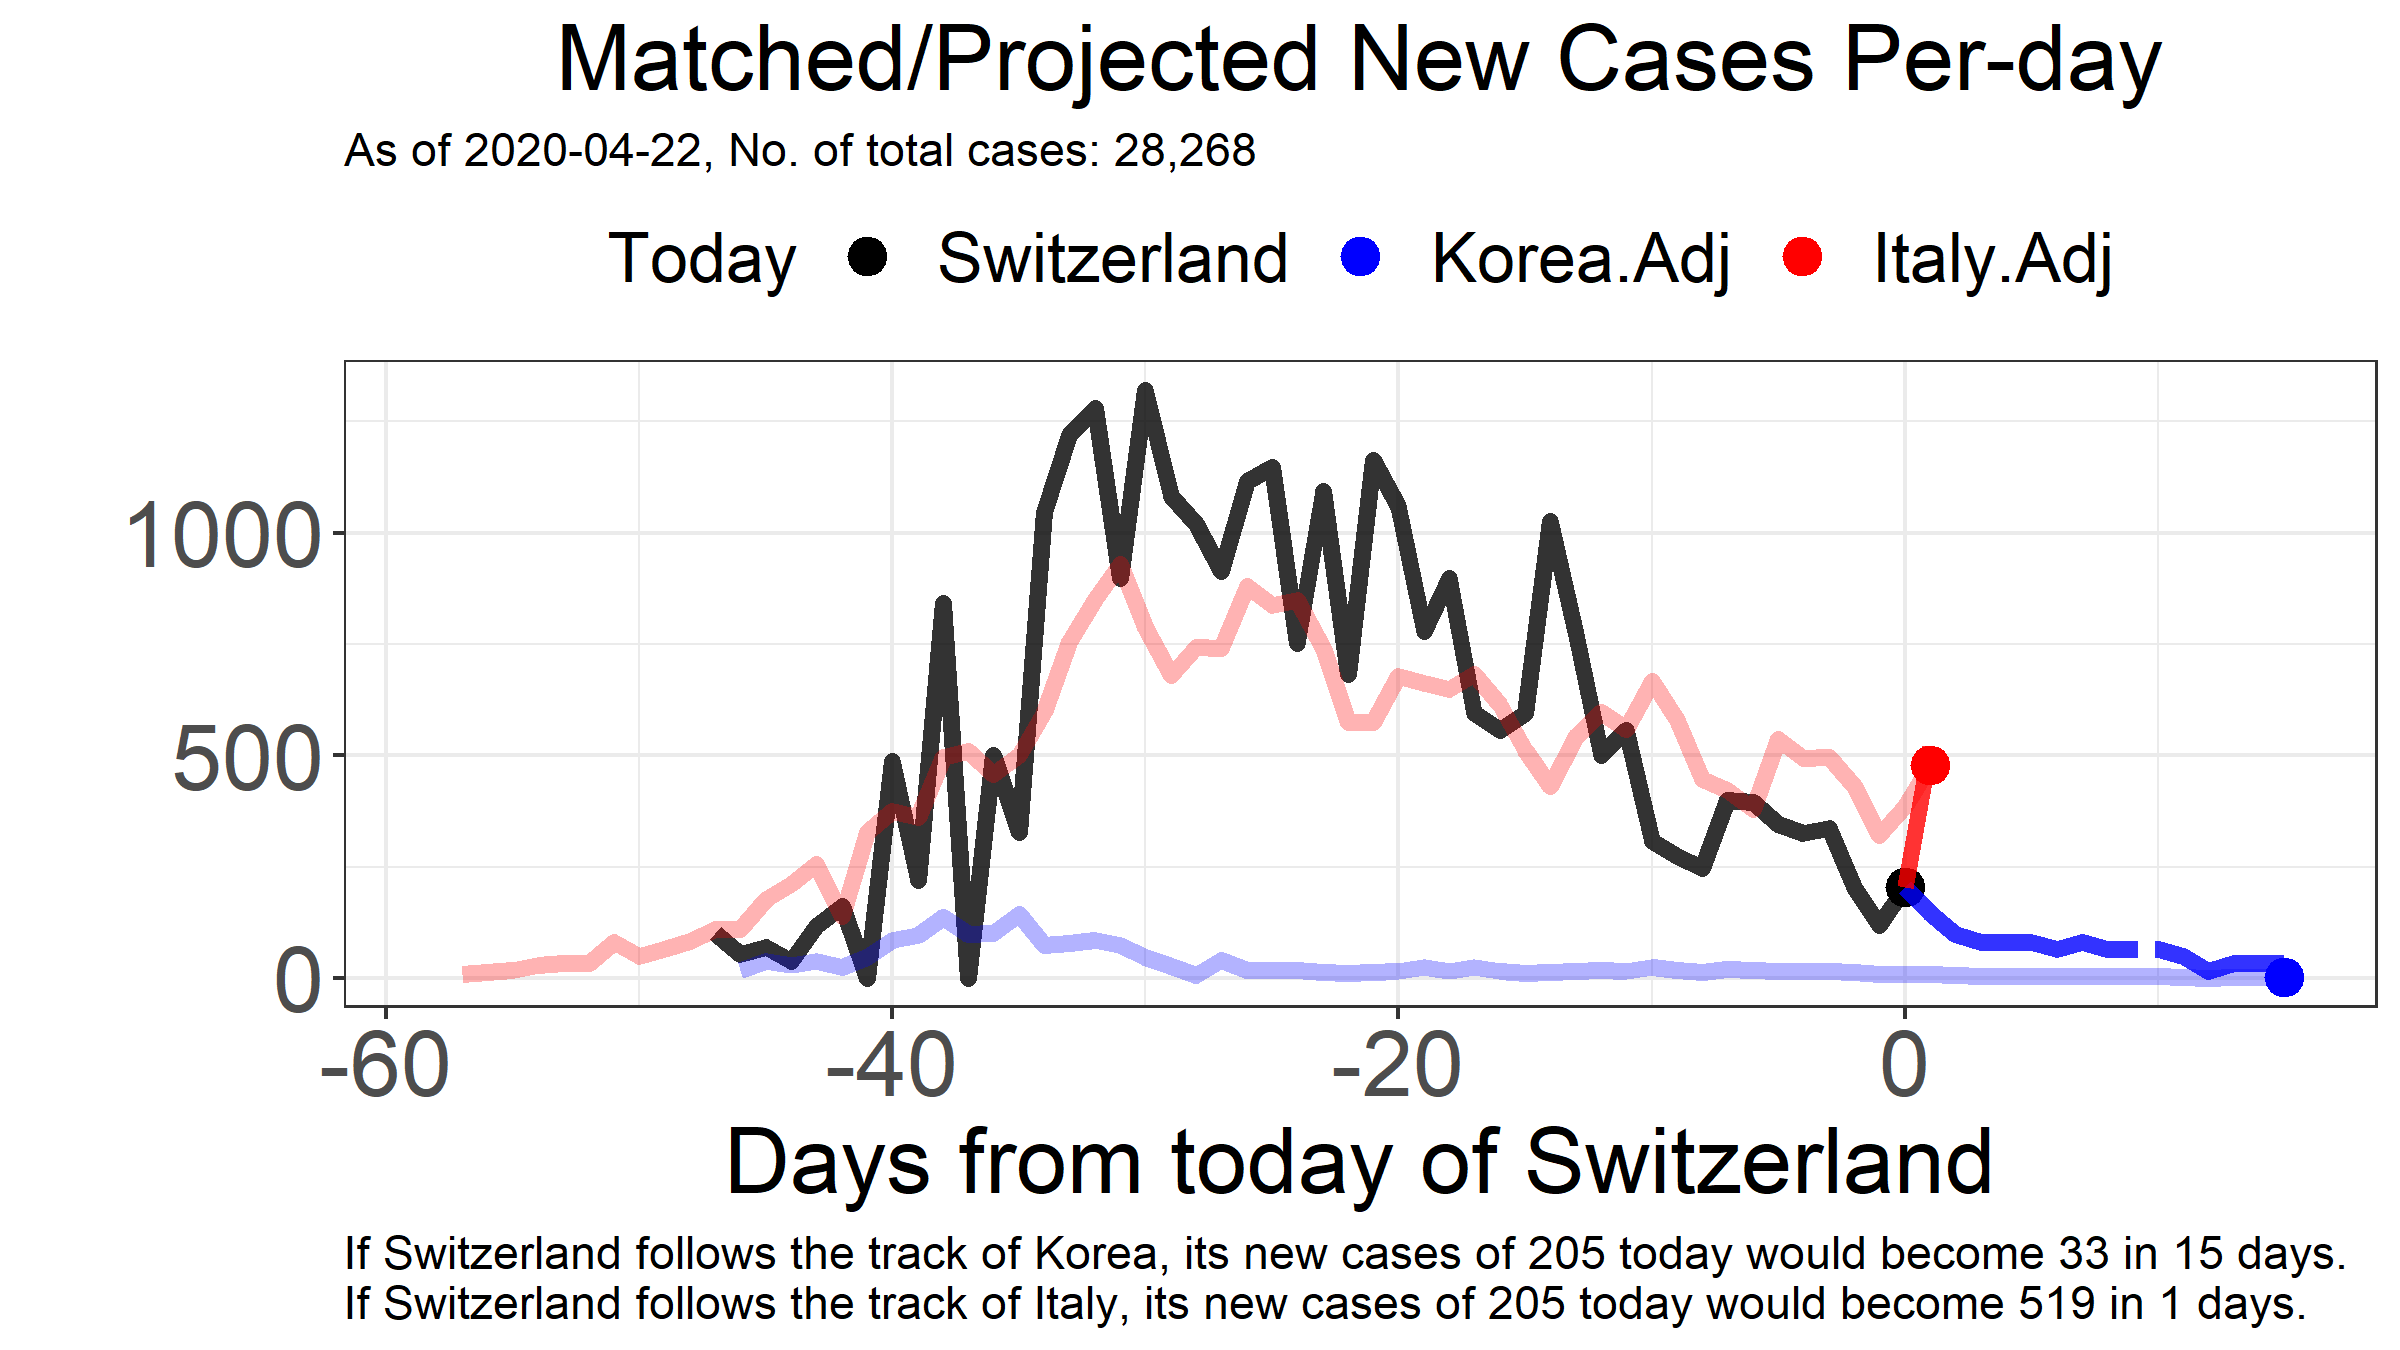 Matched/Projected New Cases Per-day
As of 2020-04-22, No. of total cases: 28,268
Today Switzerland Korea.Adj Italy.Adj
1000
500
0
-60 -40 -20 0
Days from today of Switzerland
If Switzerland follows the track of Korea, its new cases of 205 today would become 33 in 15 days.
If Switzerland follows the track of Italy, its new cases of 205 today would become 519 in 1 days.